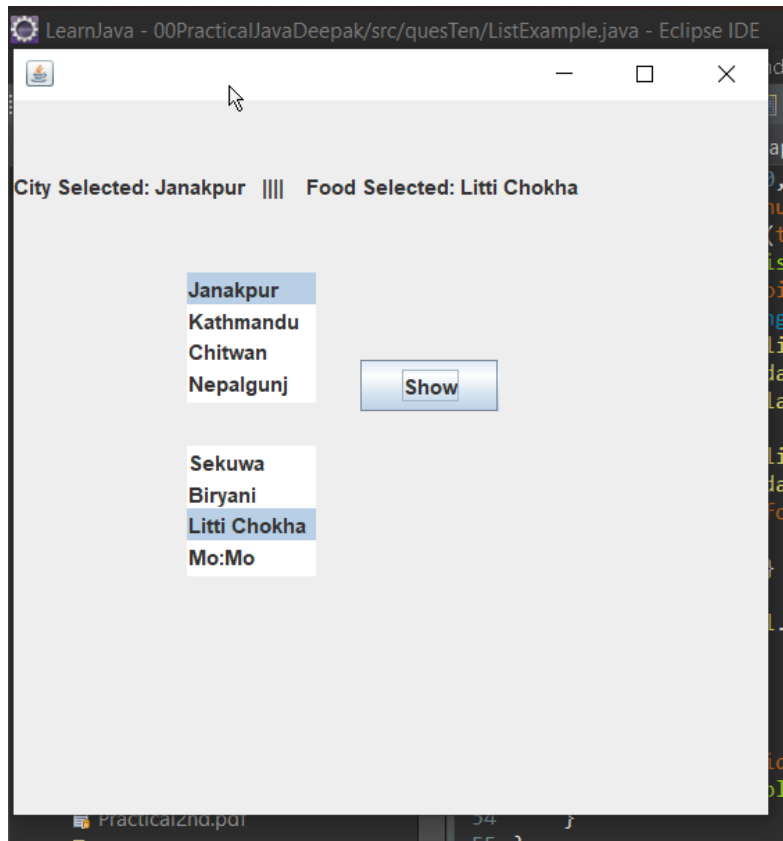 LearnJava - 00PracticalJavaDeepak/src/quesTen/ListExample.java - Eclipse IDE
City Selected: Janakpur   ||||   Food Selected: Litti Chokha
Janakpur
Kathmandu
Chitwan
Nepalgunj
Show
Sekuwa
Biryani
Litti Chokha
Mo:Mo
Practical2nd.pdf
54 }
55 }